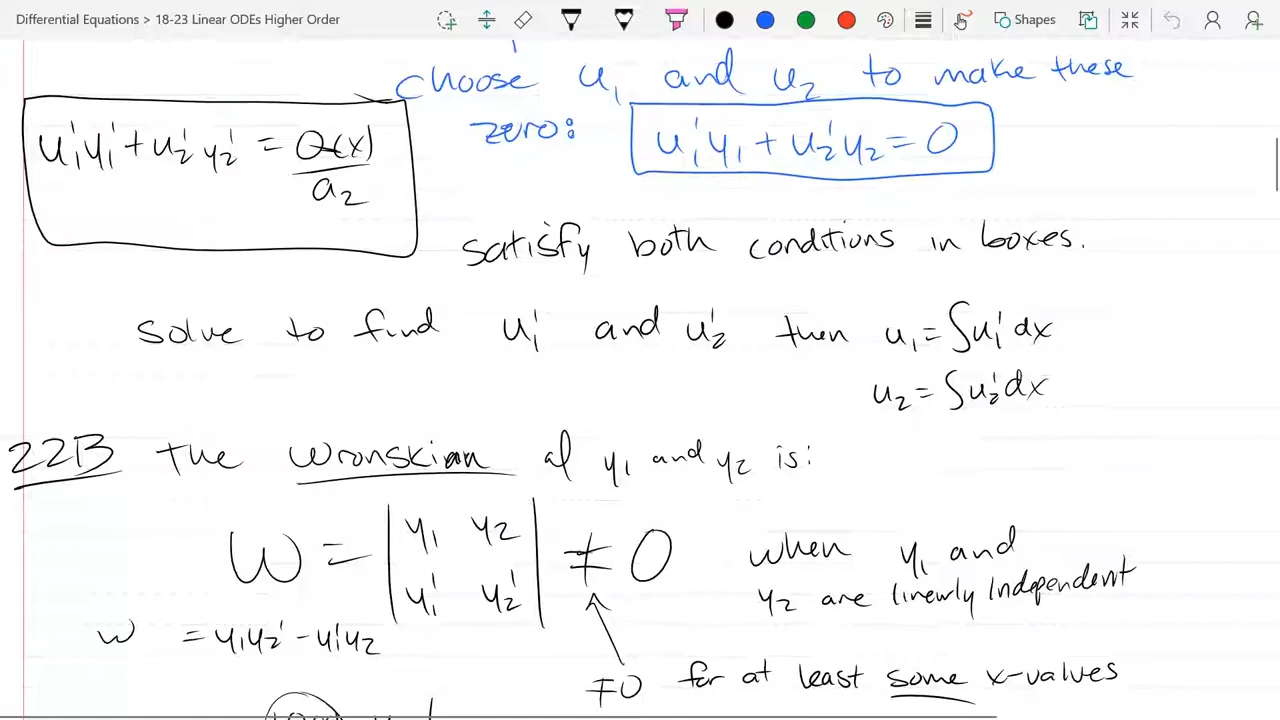 Differential Equations > 18-23 Linear ODEs Higher Order
Shapes
choose u₁ and u₂ to make these
zero: u₁'y₁ + u₂'y₂ = 0
u₁'y₁' + u₂'y₂' = Q(x)/a₂
satisfy both conditions in boxes.
solve to find u₁' and u₂' then u₁ = ∫u₁'dx
u₂ = ∫u₂'dx
22B the Wronskian of y₁ and y₂ is:
W = | y₁ y₂ | ≠ 0 when y₁ and
| y₁' y₂' | y₂ are linearly Independent
W = y₁y₂' - y₁'y₂
≠0 for at least some x-values